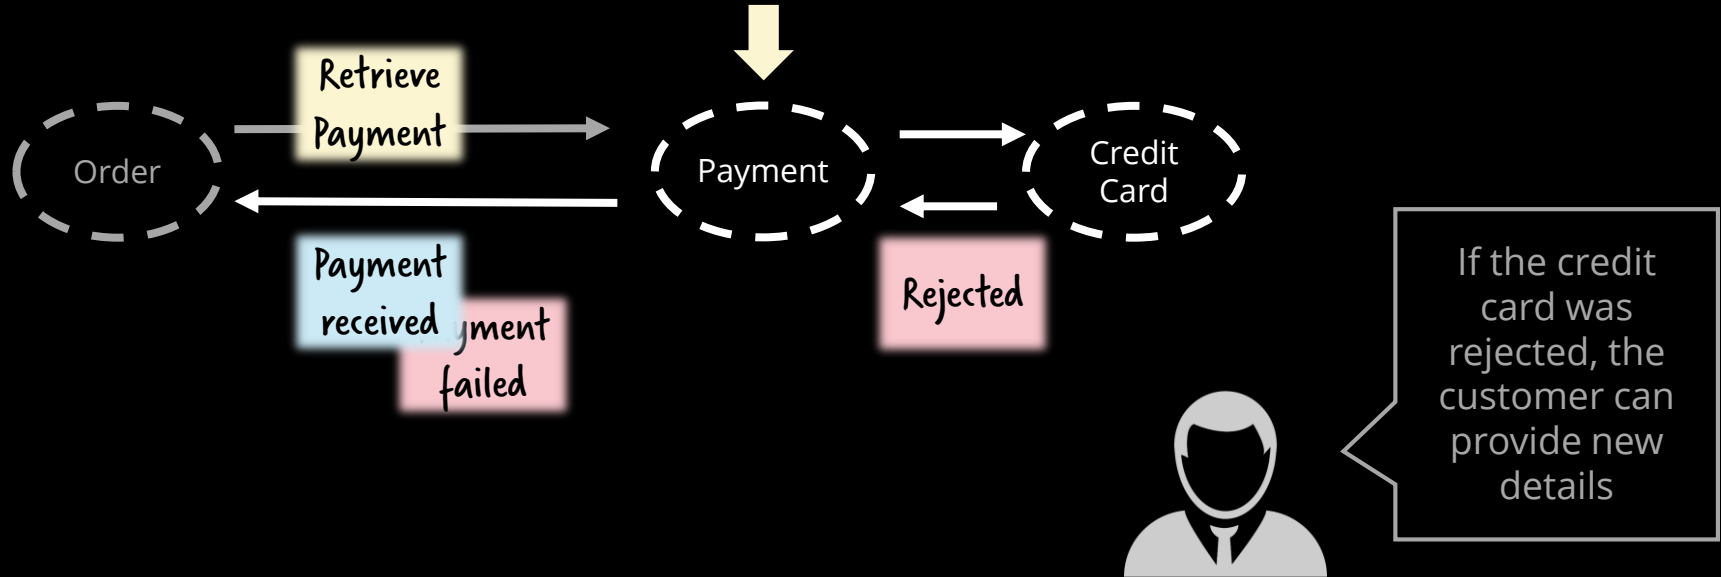 Retrieve
Payment
Order
Payment
Credit
Card
Payment
received
yment
failed
Rejected
If the credit
card was
rejected, the
customer can
provide new
details